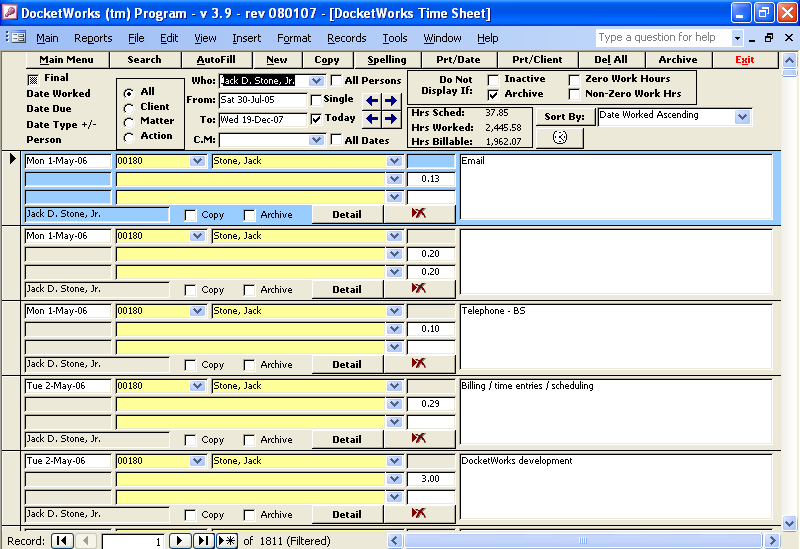 DocketWorks (tm) Program - v 3.9 - rev 080107 - [DocketWorks Time Sheet]
Main Reports File Edit View Insert Format Records Tools Window Help Type a question for help
Main Menu Search AutoFill New Copy Spelling Prt/Date Prt/Client Del All Archive Exit
Final
Date Worked
Date Due
Date Type +/-
Person
All
Client
Matter
Action
Who: Jack D. Stone, Jr. All Persons
From: Sat 30-Jul-05 Single
To: Wed 19-Dec-07 Today
C.M: All Dates
Do Not Display If:
Inactive Zero Work Hours
Archive Non-Zero Work Hrs
Hrs Sched: 37.85
Hrs Worked: 2,445.58
Hrs Billable: 1,962.07
Sort By: Date Worked Ascending
Mon 1-May-06 00180 Stone, Jack Email
0.13
Jack D. Stone, Jr. Copy Archive Detail
Mon 1-May-06 00180 Stone, Jack
0.20
0.20
Jack D. Stone, Jr. Copy Archive Detail
Mon 1-May-06 00180 Stone, Jack Telephone - BS
0.10
Jack D. Stone, Jr. Copy Archive Detail
Tue 2-May-06 00180 Stone, Jack Billing / time entries / scheduling
0.29
Jack D. Stone, Jr. Copy Archive Detail
Tue 2-May-06 00180 Stone, Jack DocketWorks development
3.00
Jack D. Stone, Jr. Copy Archive Detail
Record: 1 of 1811 (Filtered)